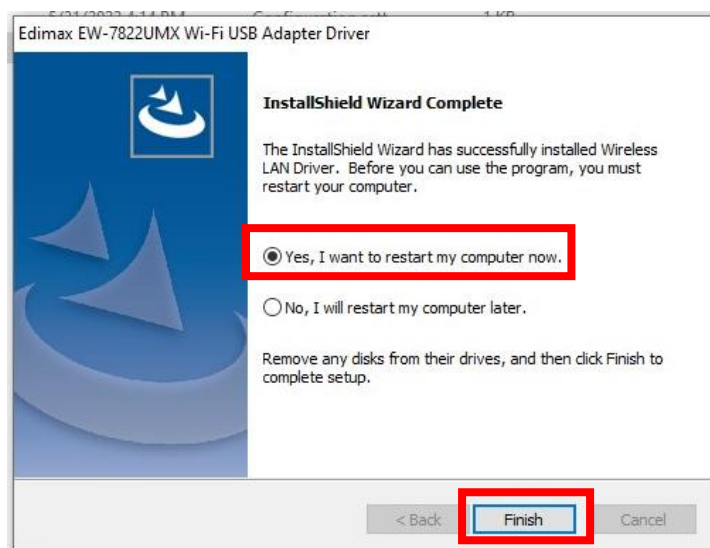 Edimax EW-7822UMX Wi-Fi USB Adapter Driver
InstallShield Wizard Complete
The InstallShield Wizard has successfully installed Wireless
LAN Driver. Before you can use the program, you must
restart your computer.
Yes, I want to restart my computer now.
No, I will restart my computer later.
Remove any disks from their drives, and then click Finish to
complete setup.
< Back Finish Cancel